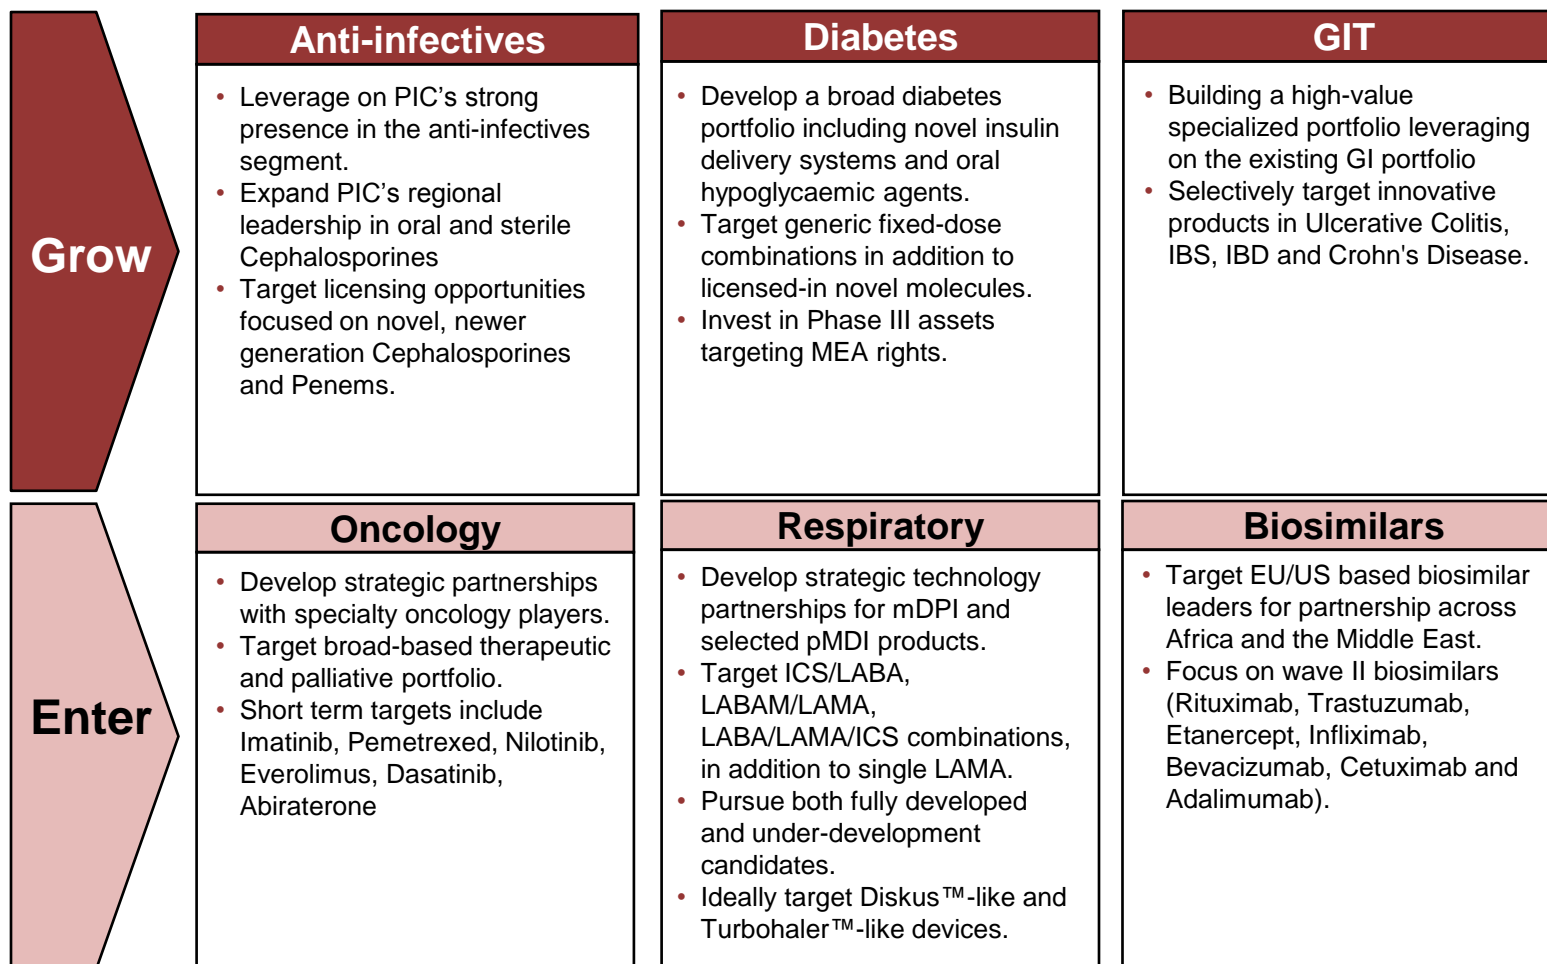 Grow
Anti-infectives
• Leverage on PIC's strong
presence in the anti-infectives
segment.
• Expand PIC's regional
leadership in oral and sterile
Cephalosporines
• Target licensing opportunities
focused on novel, newer
generation Cephalosporines
and Penems.
Diabetes
• Develop a broad diabetes
portfolio including novel insulin
delivery systems and oral
hypoglycaemic agents.
• Target generic fixed-dose
combinations in addition to
licensed-in novel molecules.
• Invest in Phase III assets
targeting MEA rights.
GIT
• Building a high-value
specialized portfolio leveraging
on the existing GI portfolio
• Selectively target innovative
products in Ulcerative Colitis,
IBS, IBD and Crohn's Disease.
Enter
Oncology
• Develop strategic partnerships
with specialty oncology players.
• Target broad-based therapeutic
and palliative portfolio.
• Short term targets include
Imatinib, Pemetrexed, Nilotinib,
Everolimus, Dasatinib,
Abiraterone
Respiratory
• Develop strategic technology
partnerships for mDPI and
selected pMDI products.
• Target ICS/LABA,
LABAM/LAMA,
LABA/LAMA/ICS combinations,
in addition to single LAMA.
• Pursue both fully developed
and under-development
candidates.
• Ideally target Diskus™-like and
Turbohaler™-like devices.
Biosimilars
• Target EU/US based biosimilar
leaders for partnership across
Africa and the Middle East.
• Focus on wave II biosimilars
(Rituximab, Trastuzumab,
Etanercept, Infliximab,
Bevacizumab, Cetuximab and
Adalimumab).